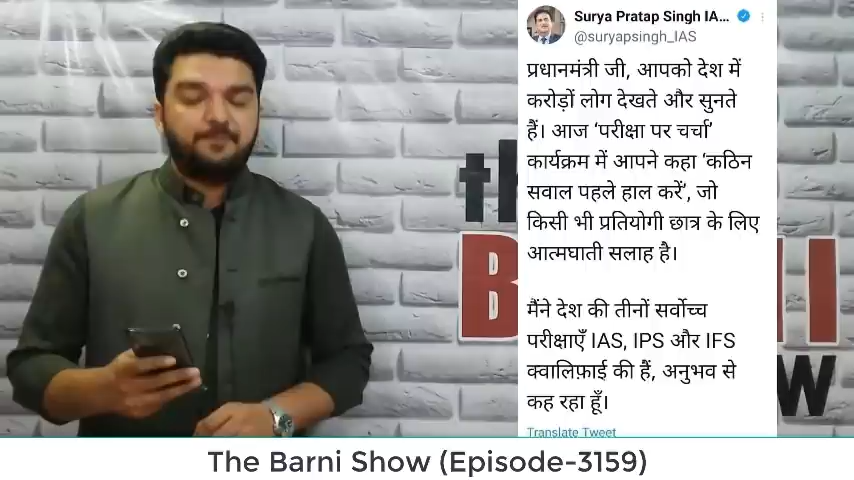 Surya Pratap Singh IA...
@suryapsingh_IAS
प्रधानमंत्री जी, आपको देश में
करोड़ों लोग देखते और सुनते
हैं। आज ‘परीक्षा पर चर्चा’
कार्यक्रम में आपने कहा ‘कठिन
सवाल पहले हाल करें’, जो
किसी भी प्रतियोगी छात्र के लिए
आत्मघाती सलाह है।
मैंने देश की तीनों सर्वोच्च
परीक्षाएँ IAS, IPS और IFS
क्वालिफ़ाई की हैं, अनुभव से
कह रहा हूँ।
Translate Tweet
The Barni Show (Episode-3159)